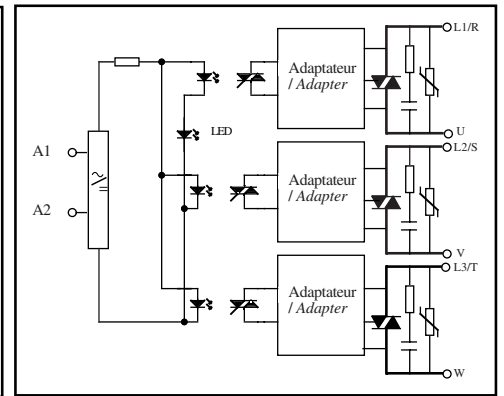 L1/R
Adaptateur
/ Adapter
LED
U
L2/S
A1
Adaptateur
/ Adapter
A2
V
L3/T
Adaptateur
/ Adapter
W